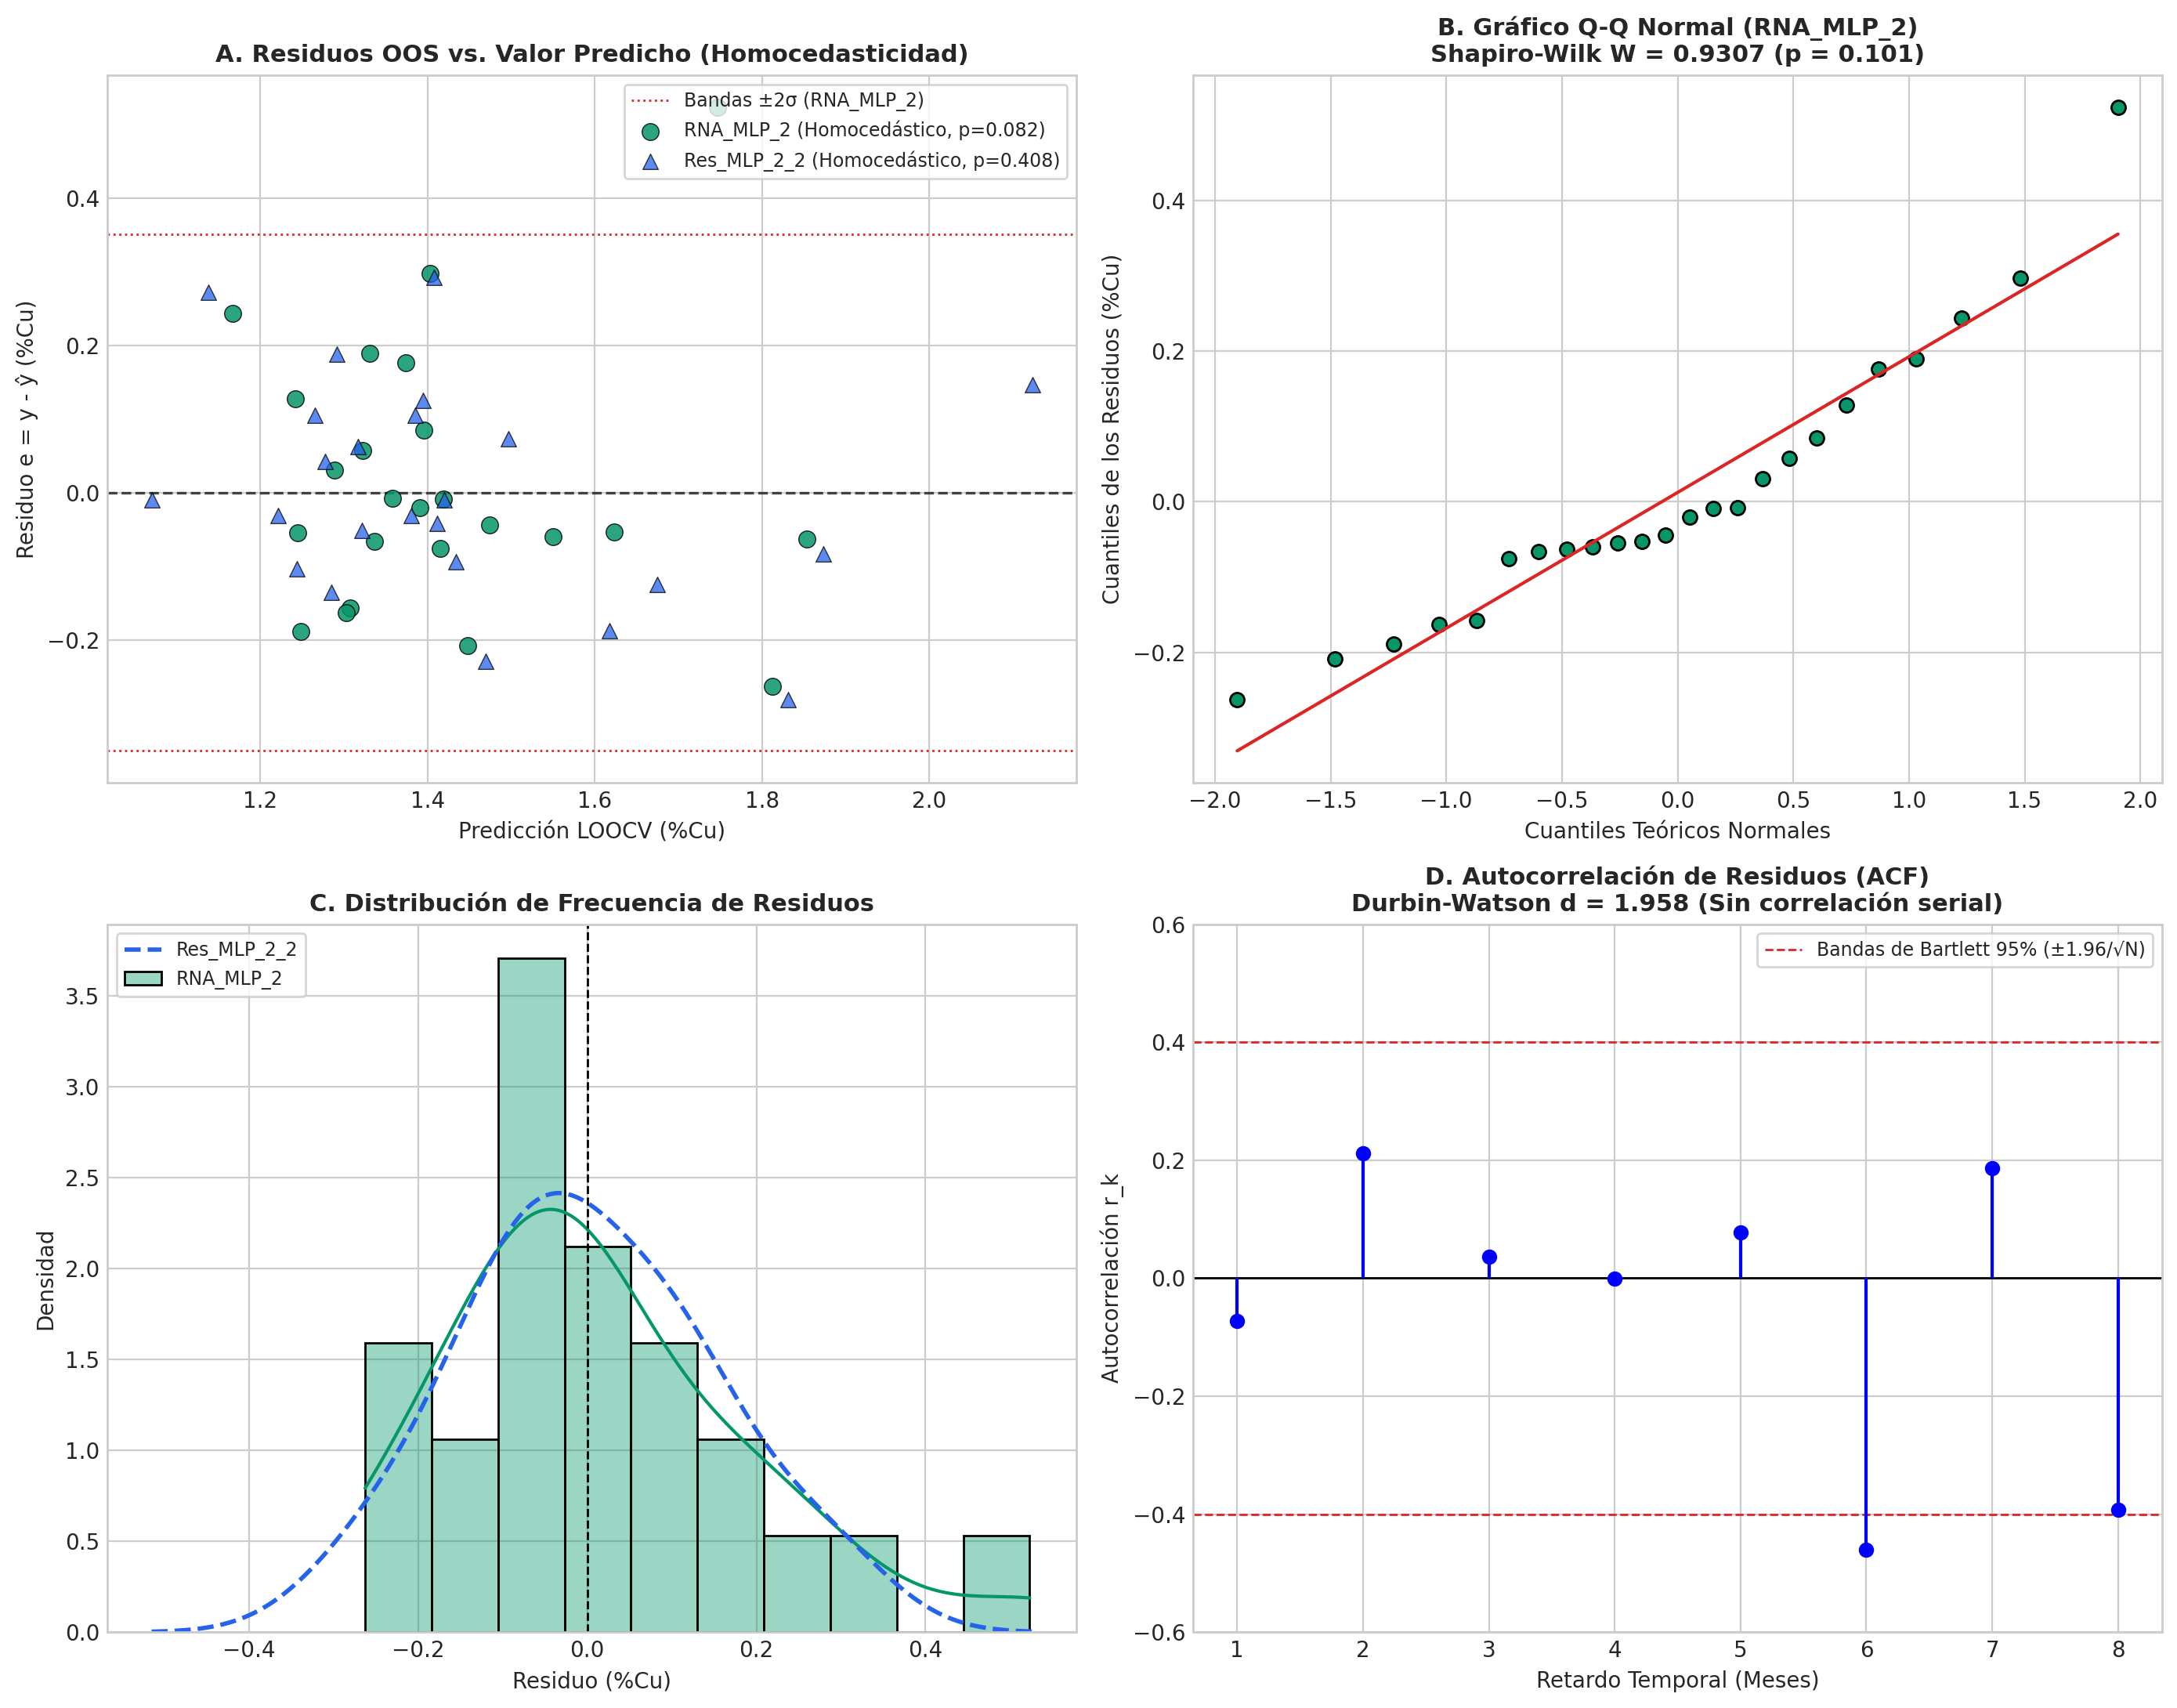 A. Residuos OOS vs. Valor Predicho (Homocedasticidad)
Bandas ±2σ (RNA_MLP_2)
RNA_MLP_2 (Homocedástico, p=0.082)
Res_MLP_2_2 (Homocedástico, p=0.408)
Residuo e = y - ŷ (%Cu)
0.4
0.2
0.0
−0.2
1.2
1.4
1.6
1.8
2.0
Predicción LOOCV (%Cu)
B. Gráfico Q-Q Normal (RNA_MLP_2)
Shapiro-Wilk W = 0.9307 (p = 0.101)
Cuantiles de los Residuos (%Cu)
0.4
0.2
0.0
−0.2
−2.0
−1.5
−1.0
−0.5
0.0
0.5
1.0
1.5
2.0
Cuantiles Teóricos Normales
C. Distribución de Frecuencia de Residuos
Res_MLP_2_2
RNA_MLP_2
Densidad
3.5
3.0
2.5
2.0
1.5
1.0
0.5
0.0
−0.4
−0.2
0.0
0.2
0.4
Residuo (%Cu)
D. Autocorrelación de Residuos (ACF)
Durbin-Watson d = 1.958 (Sin correlación serial)
Bandas de Bartlett 95% (±1.96/√N)
Autocorrelación r_k
0.6
0.4
0.2
0.0
−0.2
−0.4
−0.6
1
2
3
4
5
6
7
8
Retardo Temporal (Meses)